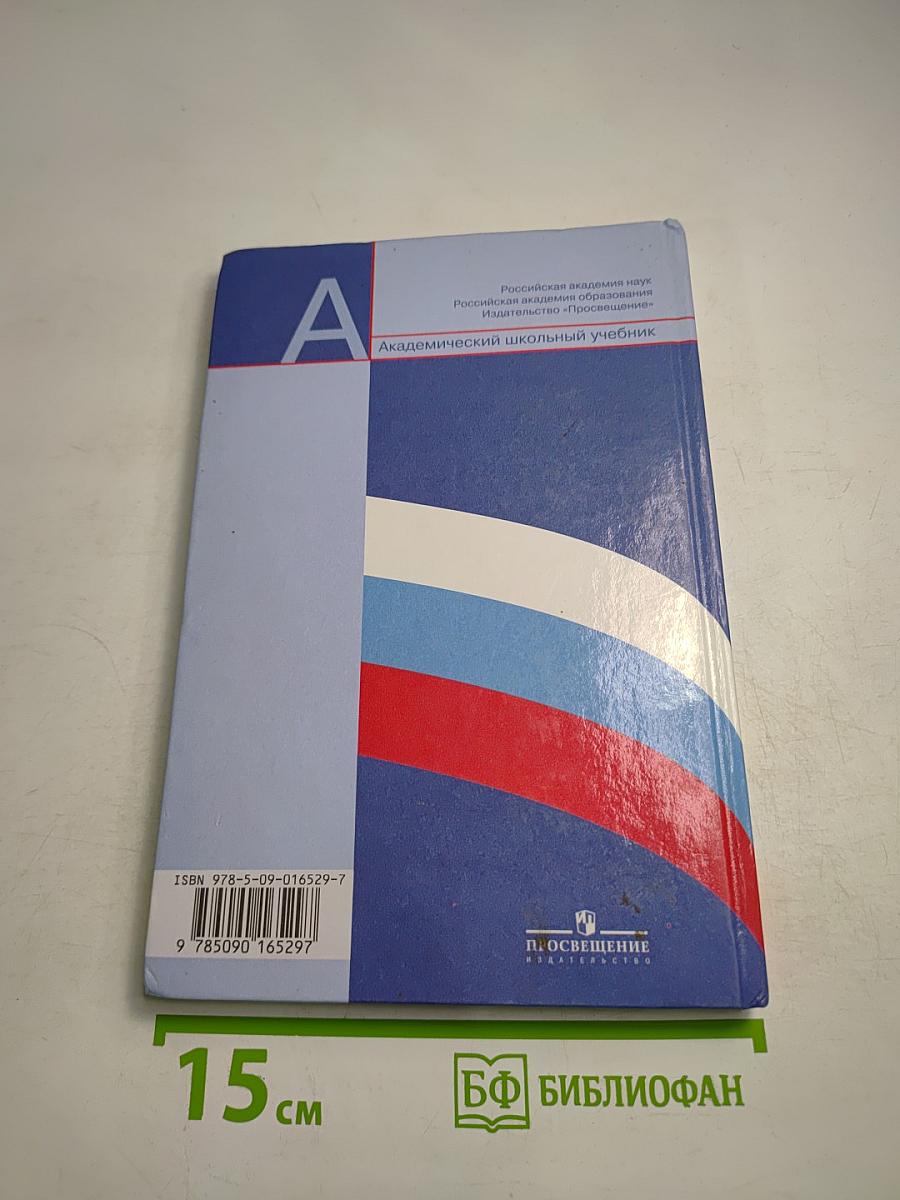 А
Российская академия наук
Российская академия образования
Издательство «Просвещение»
Академический школьный учебник
ISBN 978-5-09-016529-7
9 785090 165297
ПРОСВЕЩЕНИЕ
ИЗДАТЕЛЬСТВО
15 см
БФ БИБЛИОФАН